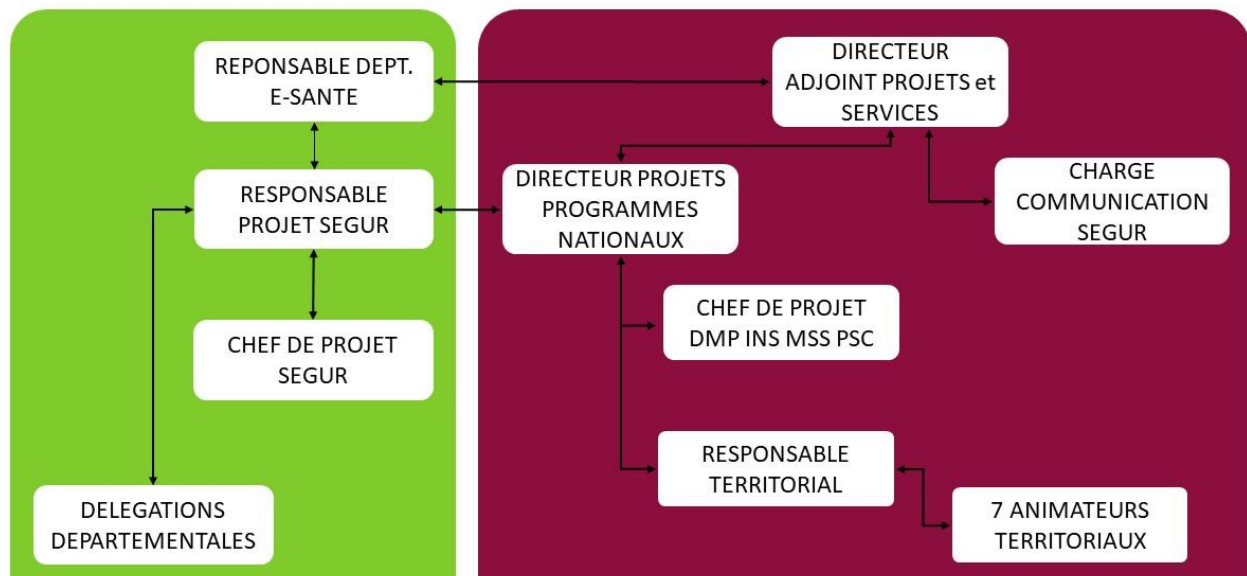 REPONSABLE DEPT.
E-SANTE
DIRECTEUR
ADJOINT PROJETS et
SERVICES
RESPONSABLE
PROJET SEGUR
DIRECTEUR PROJETS
PROGRAMMES
NATIONAUX
CHARGE
COMMUNICATION
SEGUR
CHEF DE PROJET
SEGUR
CHEF DE PROJET
DMP INS MSS PSC
RESPONSABLE
TERRITORIAL
DELEGATIONS
DEPARTEMENTALES
7 ANIMATEURS
TERRITORIAUX